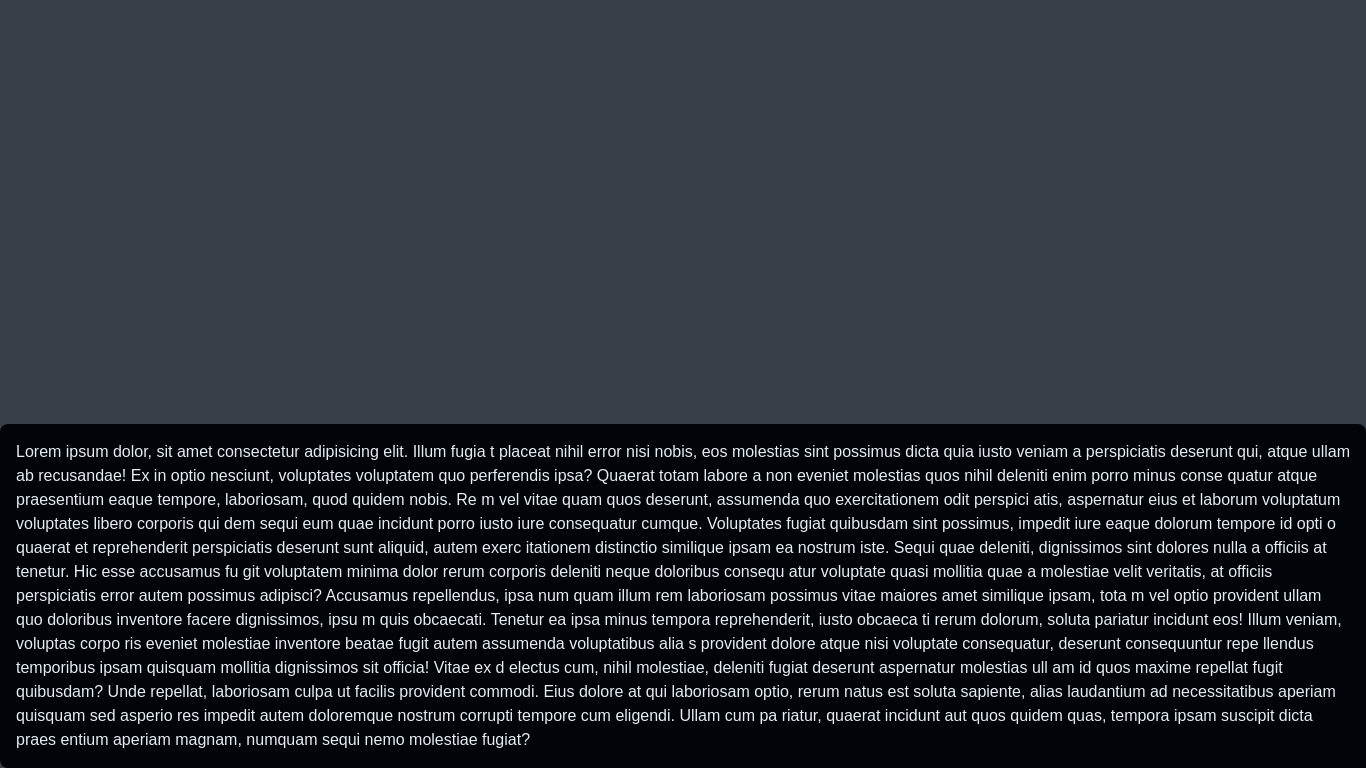 Lorem ipsum dolor, sit amet consectetur adipisicing elit. Illum fugia t placeat nihil error nisi nobis, eos molestias sint possimus dicta quia iusto veniam a perspiciatis deserunt qui, atque ullam
ab recusandae! Ex in optio nesciunt, voluptates voluptatem quo perferendis ipsa? Quaerat totam labore a non eveniet molestias quos nihil deleniti enim porro minus conse quatur atque
praesentium eaque tempore, laboriosam, quod quidem nobis. Re m vel vitae quam quos deserunt, assumenda quo exercitationem odit perspici atis, aspernatur eius et laborum voluptatum
voluptates libero corporis qui dem sequi eum quae incidunt porro iusto iure consequatur cumque. Voluptates fugiat quibusdam sint possimus, impedit iure eaque dolorum tempore id opti o
quaerat et reprehenderit perspiciatis deserunt sunt aliquid, autem exerc itationem distinctio similique ipsam ea nostrum iste. Sequi quae deleniti, dignissimos sint dolores nulla a officiis at
tenetur. Hic esse accusamus fu git voluptatem minima dolor rerum corporis deleniti neque doloribus consequ atur voluptate quasi mollitia quae a molestiae velit veritatis, at officiis
perspiciatis error autem possimus adipisci? Accusamus repellendus, ipsa num quam illum rem laboriosam possimus vitae maiores amet similique ipsam, tota m vel optio provident ullam
quo doloribus inventore facere dignissimos, ipsu m quis obcaecati. Tenetur ea ipsa minus tempora reprehenderit, iusto obcaeca ti rerum dolorum, soluta pariatur incidunt eos! Illum veniam,
voluptas corpo ris eveniet molestiae inventore beatae fugit autem assumenda voluptatibus alia s provident dolore atque nisi voluptate consequatur, deserunt consequuntur repe llendus
temporibus ipsam quisquam mollitia dignissimos sit officia! Vitae ex d electus cum, nihil molestiae, deleniti fugiat deserunt aspernatur molestias ull am id quos maxime repellat fugit
quibusdam? Unde repellat, laboriosam culpa ut facilis provident commodi. Eius dolore at qui laboriosam optio, rerum natus est soluta sapiente, alias laudantium ad necessitatibus aperiam
quisquam sed asperio res impedit autem doloremque nostrum corrupti tempore cum eligendi. Ullam cum pa riatur, quaerat incidunt aut quos quidem quas, tempora ipsam suscipit dicta
praes entium aperiam magnam, numquam sequi nemo molestiae fugiat?